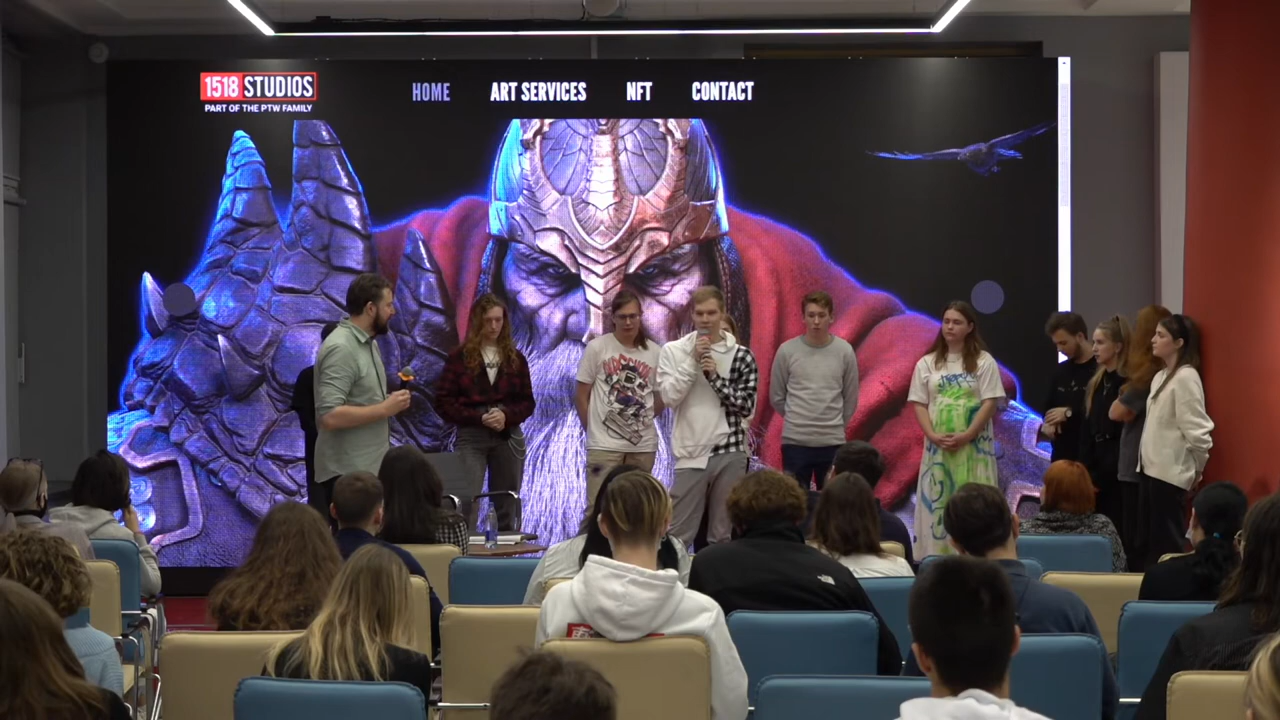 1518 STUDIOS
PART OF THE PTW FAMILY
HOME ART SERVICES NFT CONTACT